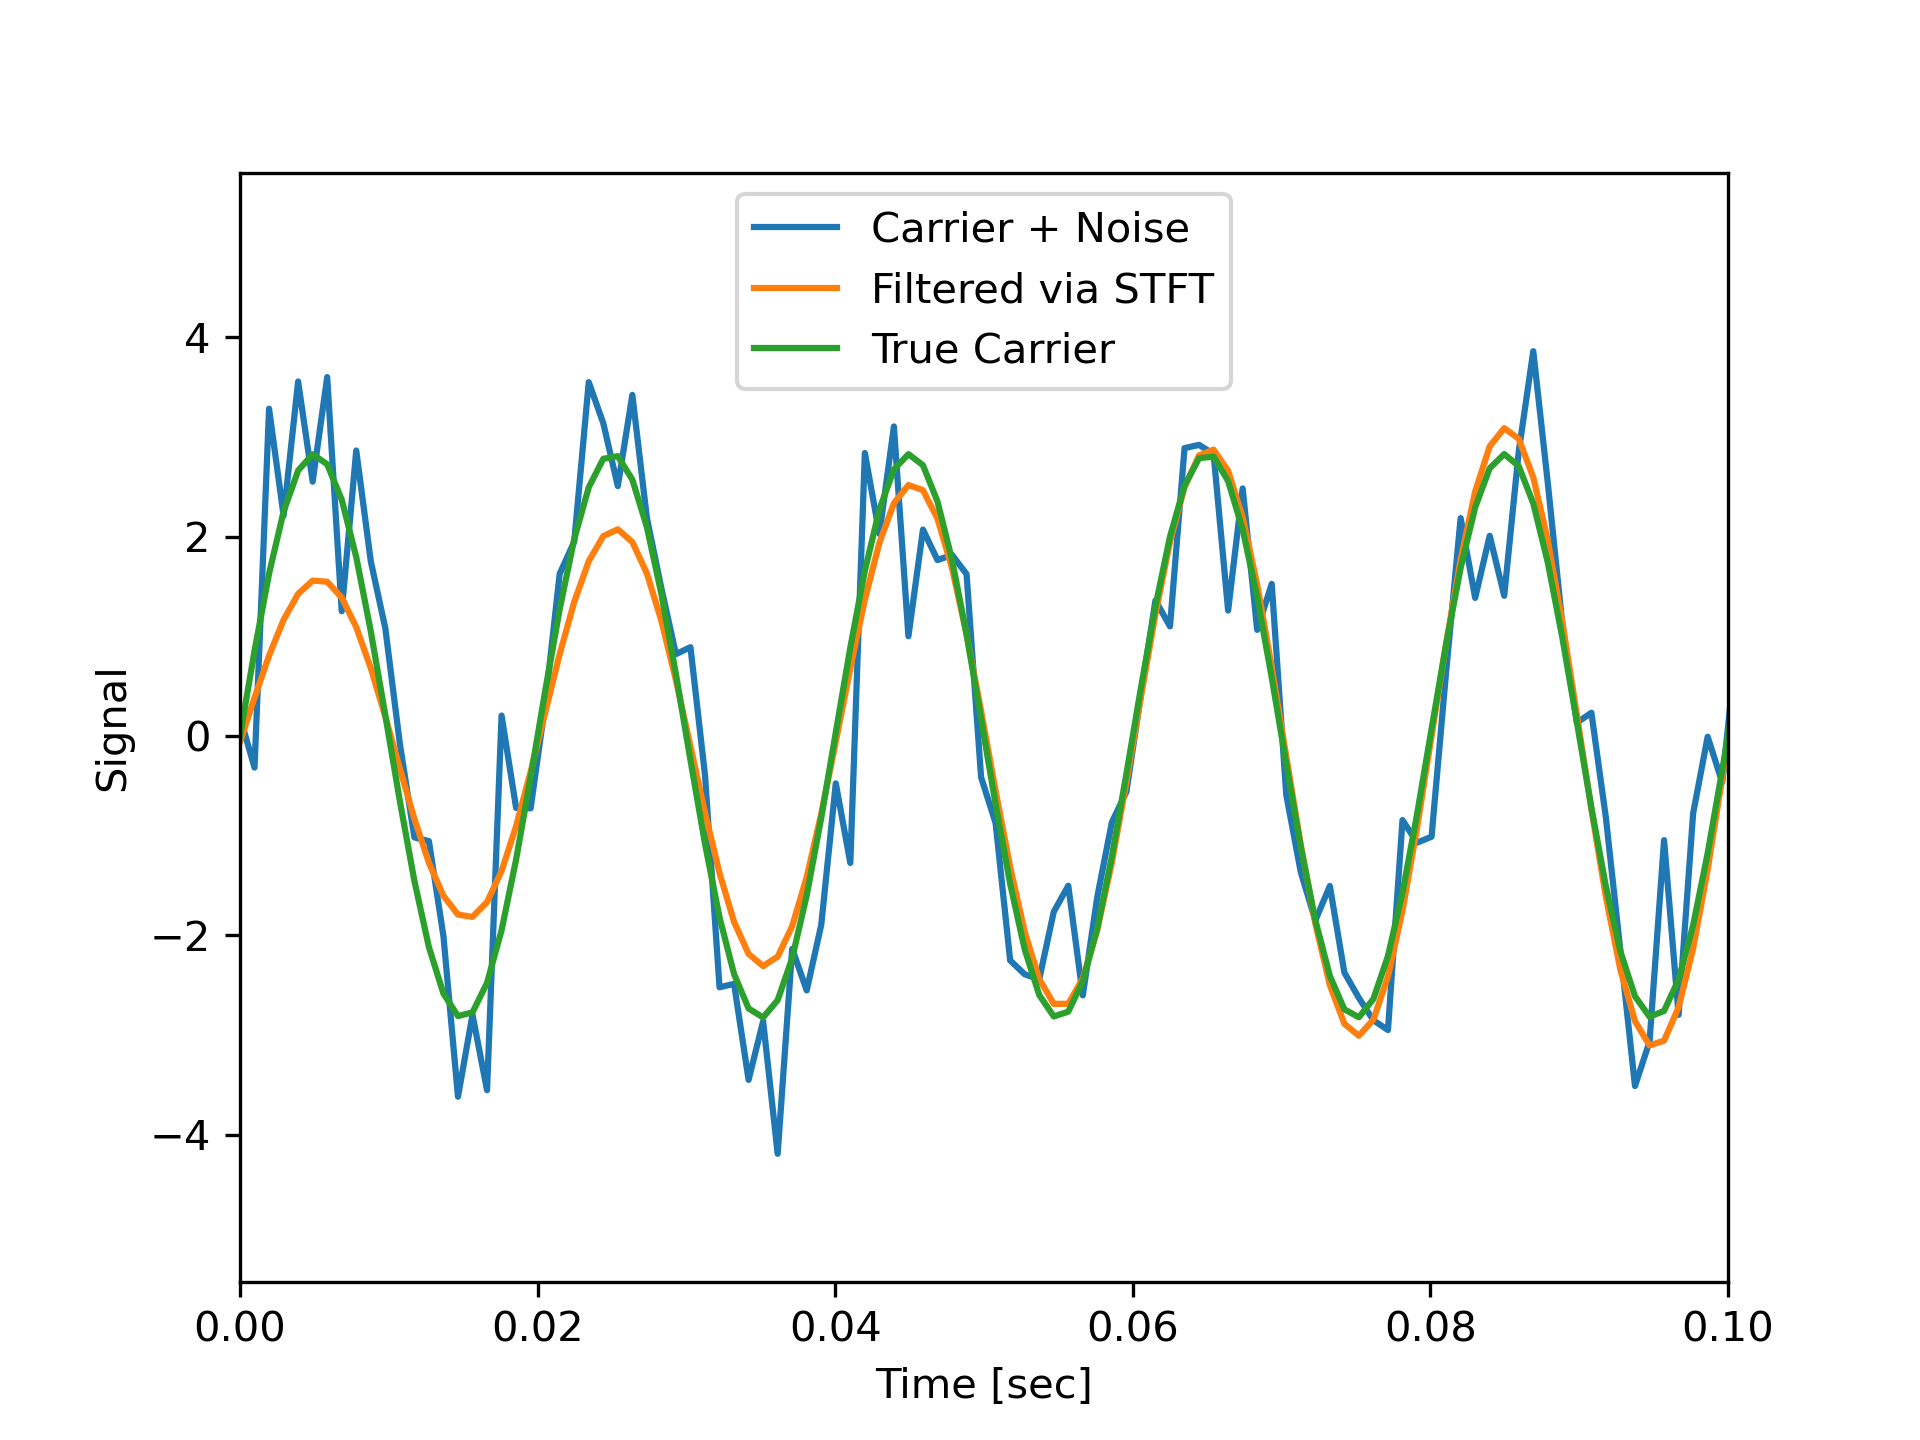 Carrier + Noise
Filtered via STFT
True Carrier
4
2
0
−2
−4
Signal
0.00 0.02 0.04 0.06 0.08 0.10
Time [sec]